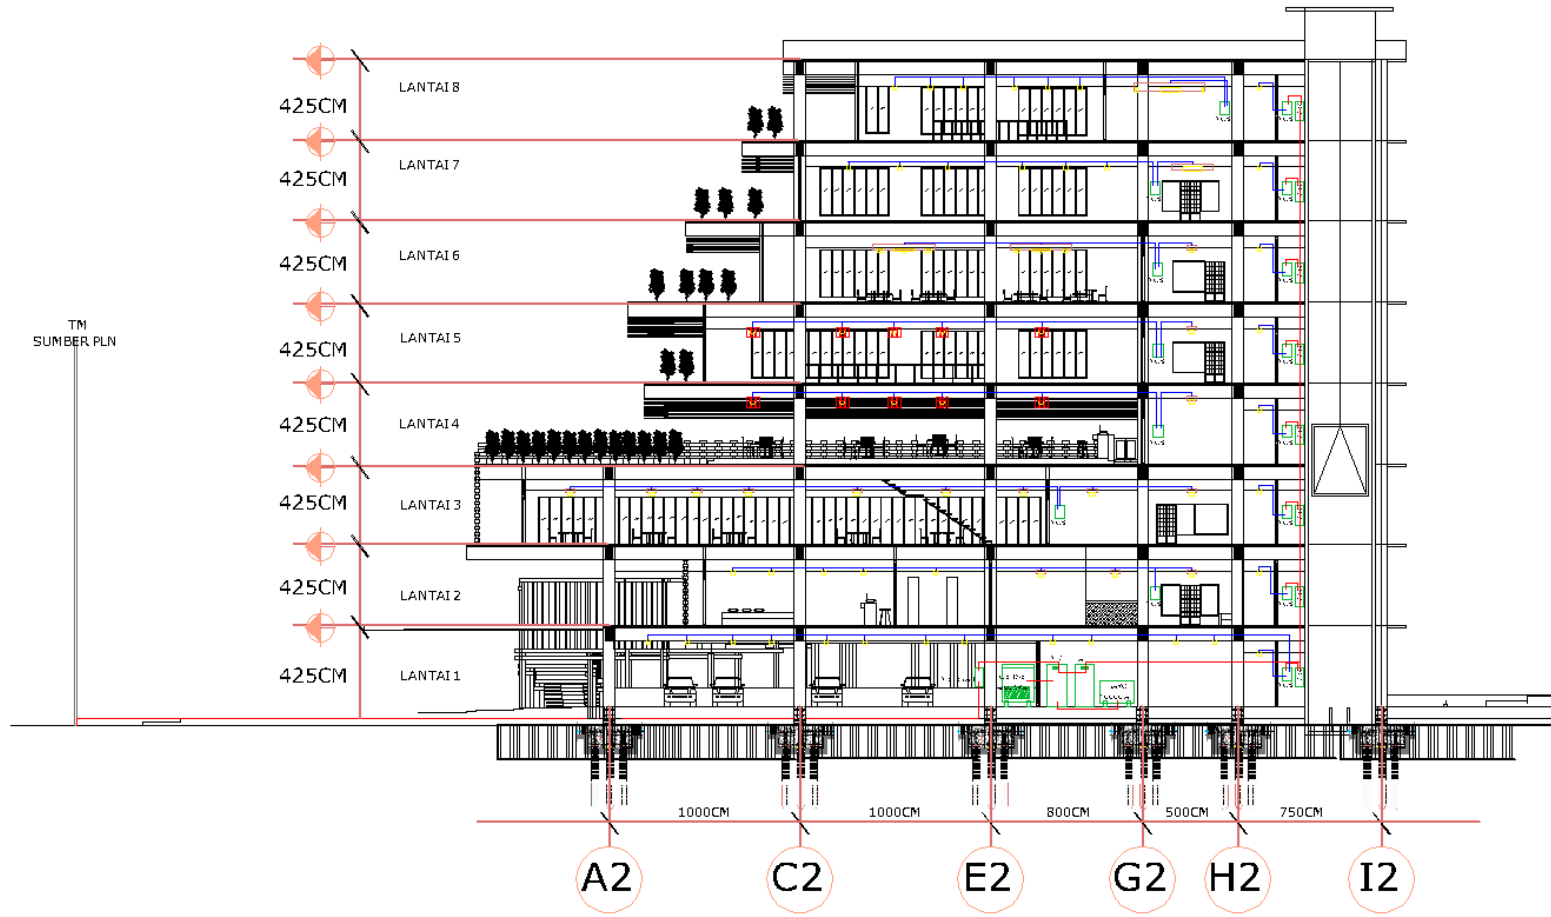 LANTAI 8
425CM
LANTAI 7
425CM
LANTAI 6
425CM
TM
SUMBER PLN
LANTAI 5
425CM
LANTAI 4
425CM
LANTAI 3
425CM
LANTAI 2
425CM
LANTAI 1
425CM
1000CM
1000CM
800CM
500CM
750CM
A2
C2
E2
G2
H2
I2